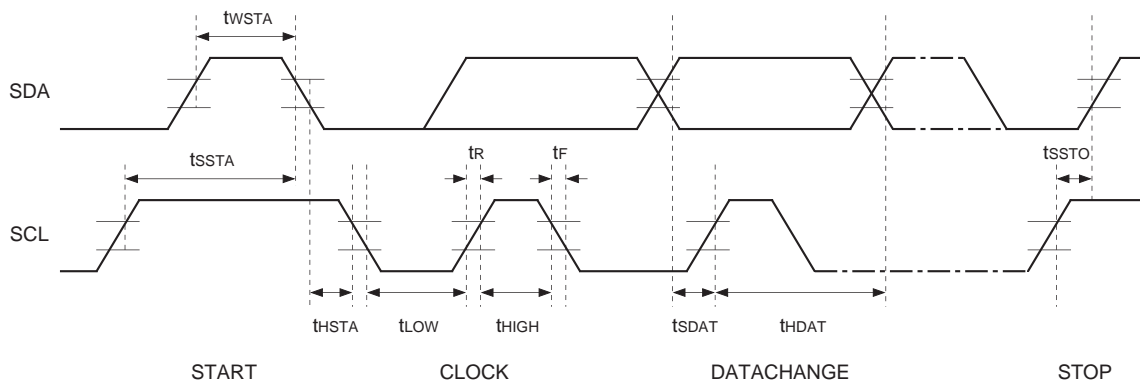 tWSTA
SDA
tSSTA
tR
tF
tSSTO
SCL
tHSTA
tLOW
tHIGH
tSDAT
tHDAT
START
CLOCK
DATACHANGE
STOP